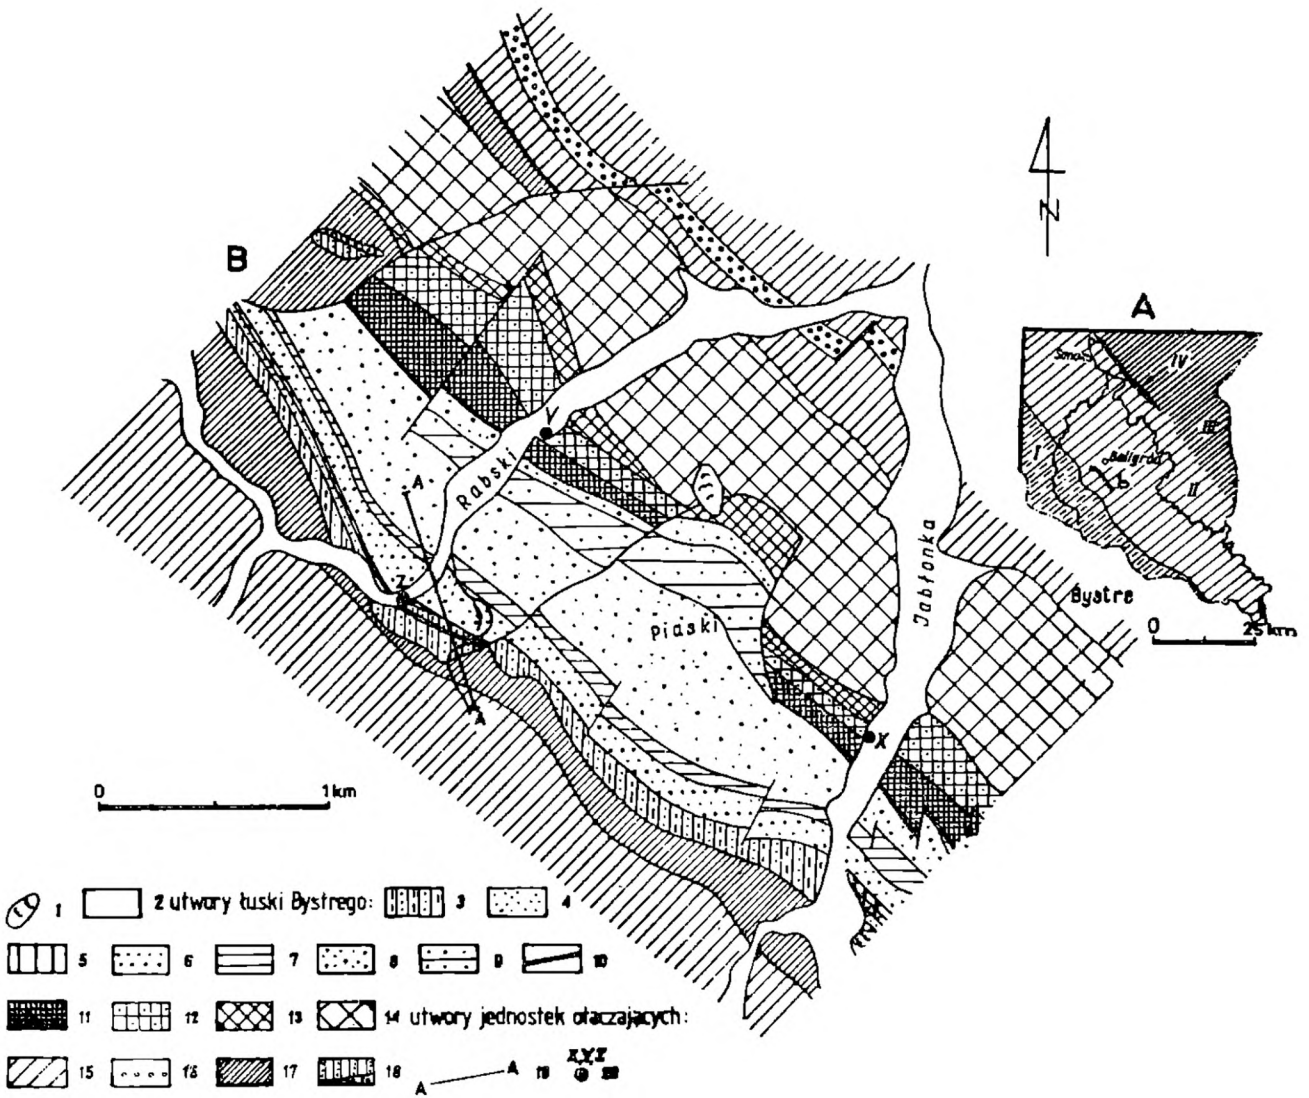 B
N
A
Sanok
IV
III
I
Baligród
b
II
0 25 km
V
Rabski
A
Z
A
Piaski
X
Jabłonka
Bystre
0 1 km
1 2 utwory łuski Bystrego: 3 4
5 6 7 8 9 10
11 12 13 14 utwory jednostek otaczających:
15 16 17 18 A A 19 X,Y,Z 20